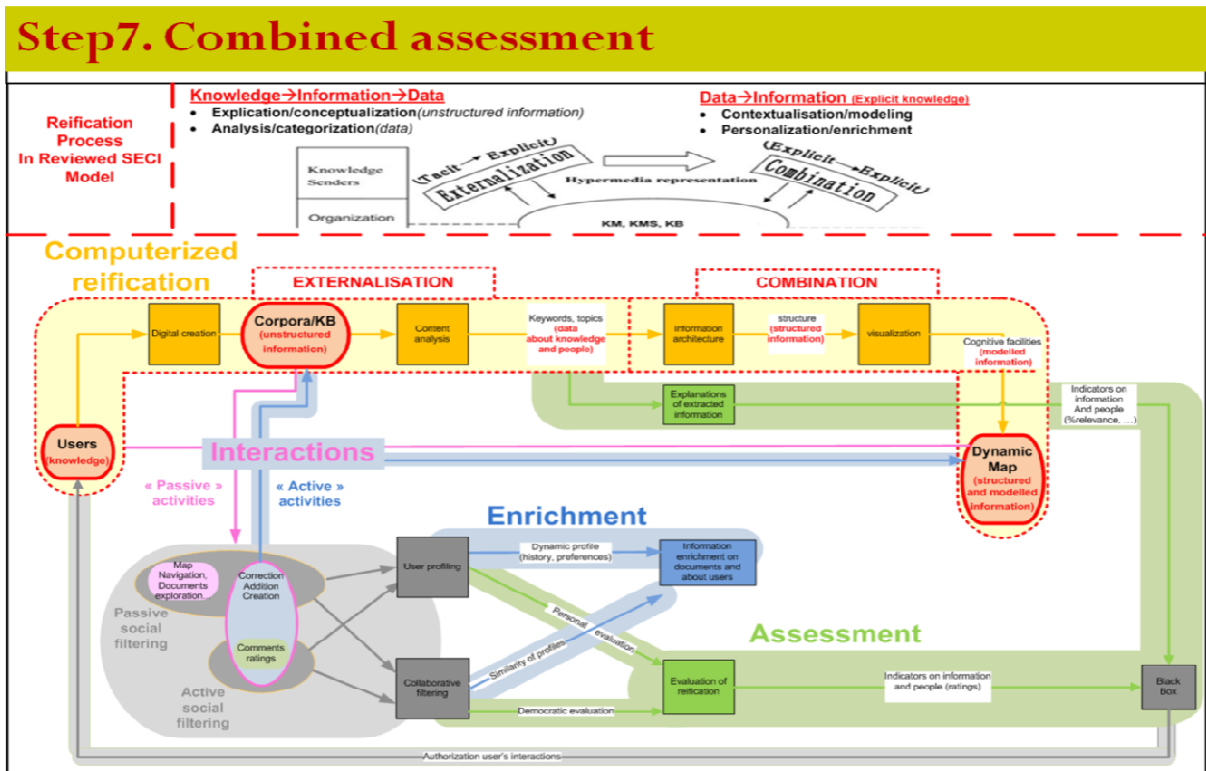 Step7. Combined assessment
Reification
Process
In Reviewed SECI
Model
Knowledge→Information→Data
• Explication/conceptualization(unstructured information)
• Analysis/categorization(data)
Data→Information (Explicit knowledge)
• Contextualisation/modeling
• Personalization/enrichment
Knowledge
Senders
Organization
(Tacit → Explicit)
Externalization
Hypermedia representation
(Explicit→Explicit)
Combination
KM, KMS, KB
Computerized
reification
EXTERNALISATION
COMBINATION
Digital creation
Corpora/KB
(unstructured
information)
Content
analysis
Keywords, topics
(data
about knowledge
and people)
Information
architecture
structure
(structured
information)
visualization
Cognitive facilities
(modelled
information)
Explanations
of extracted
information
Indicators on
information
And people
(%relevance, …)
Users
(knowledge)
Interactions
Dynamic
Map
(structured
and modelled
information)
« Passive »
activities
« Active »
activities
Enrichment
Map
Navigation,
Documents
exploration...
Correction
Addition
Creation
User profiling
Dynamic profile
(history, preferences)
Information
enrichment on
documents and
about users
Passive
social
filtering
Personal evaluation
Assessment
Comments
ratings
Similarity of profiles
Active
social
filtering
Collaborative
filtering
Democratic evaluation
Evaluation of
reification
Indicators on information
and people (ratings)
Black
box
Authorization user's interactions